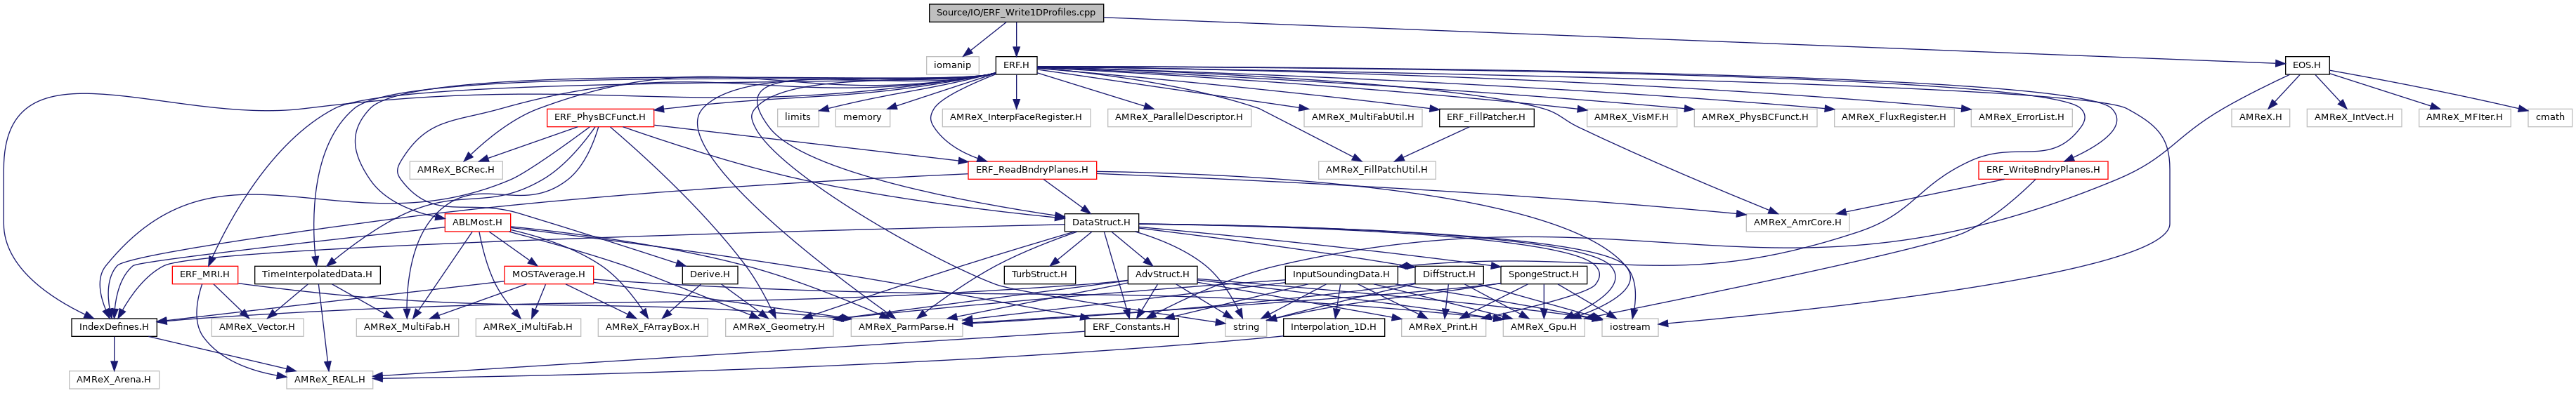 Source/IO/ERF_Write1DProfiles.cpp
iomanip
ERF.H
EOS.H
ERF_PhysBCFunct.H
limits
memory
AMReX_InterpFaceRegister.H
AMReX_ParallelDescriptor.H
AMReX_MultiFabUtil.H
ERF_FillPatcher.H
AMReX_VisMF.H
AMReX_PhysBCFunct.H
AMReX_FluxRegister.H
AMReX_ErrorList.H
AMReX.H
AMReX_IntVect.H
AMReX_MFIter.H
cmath
AMReX_BCRec.H
ERF_ReadBndryPlanes.H
AMReX_FillPatchUtil.H
ERF_WriteBndryPlanes.H
ABLMost.H
DataStruct.H
AMReX_AmrCore.H
ERF_MRI.H
TimeInterpolatedData.H
MOSTAverage.H
Derive.H
TurbStruct.H
AdvStruct.H
InputSoundingData.H
DiffStruct.H
SpongeStruct.H
IndexDefines.H
AMReX_Vector.H
AMReX_MultiFab.H
AMReX_iMultiFab.H
AMReX_FArrayBox.H
AMReX_Geometry.H
AMReX_ParmParse.H
ERF_Constants.H
string
Interpolation_1D.H
AMReX_Print.H
AMReX_Gpu.H
iostream
AMReX_Arena.H
AMReX_REAL.H